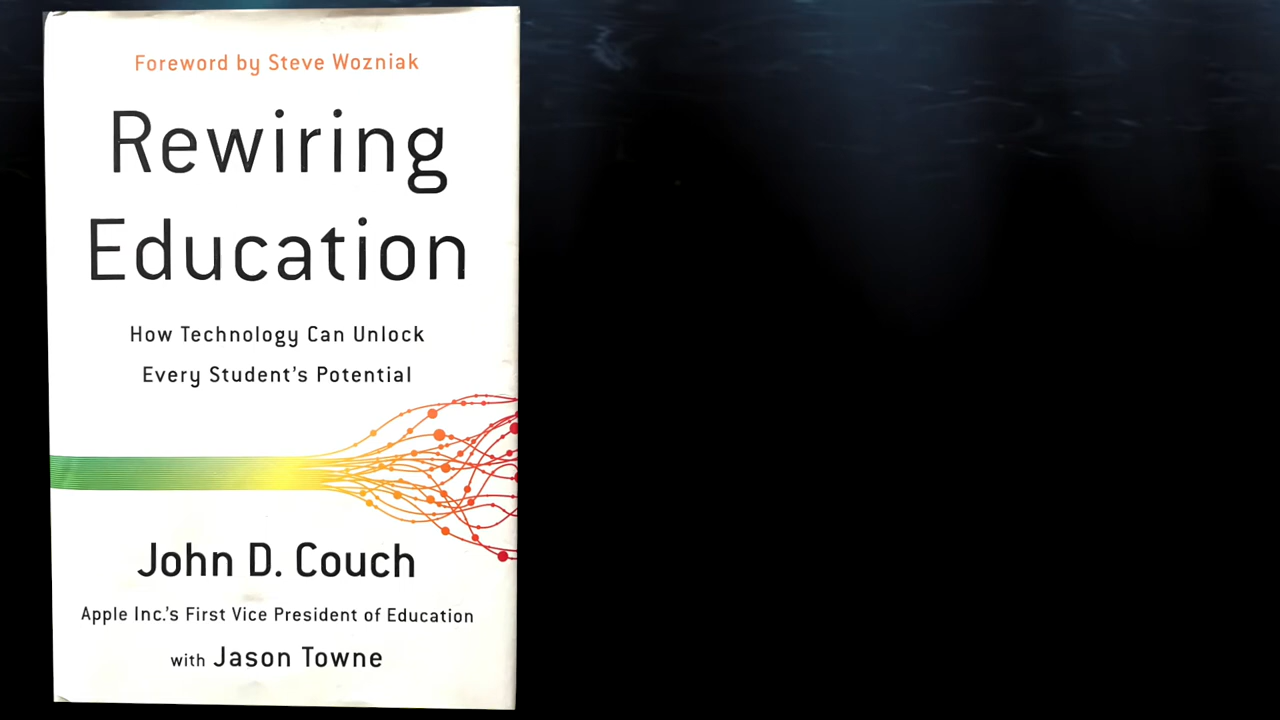 Foreword by Steve Wozniak
Rewiring
Education
How Technology Can Unlock
Every Student's Potential
John D. Couch
Apple Inc.'s First Vice President of Education
with Jason Towne